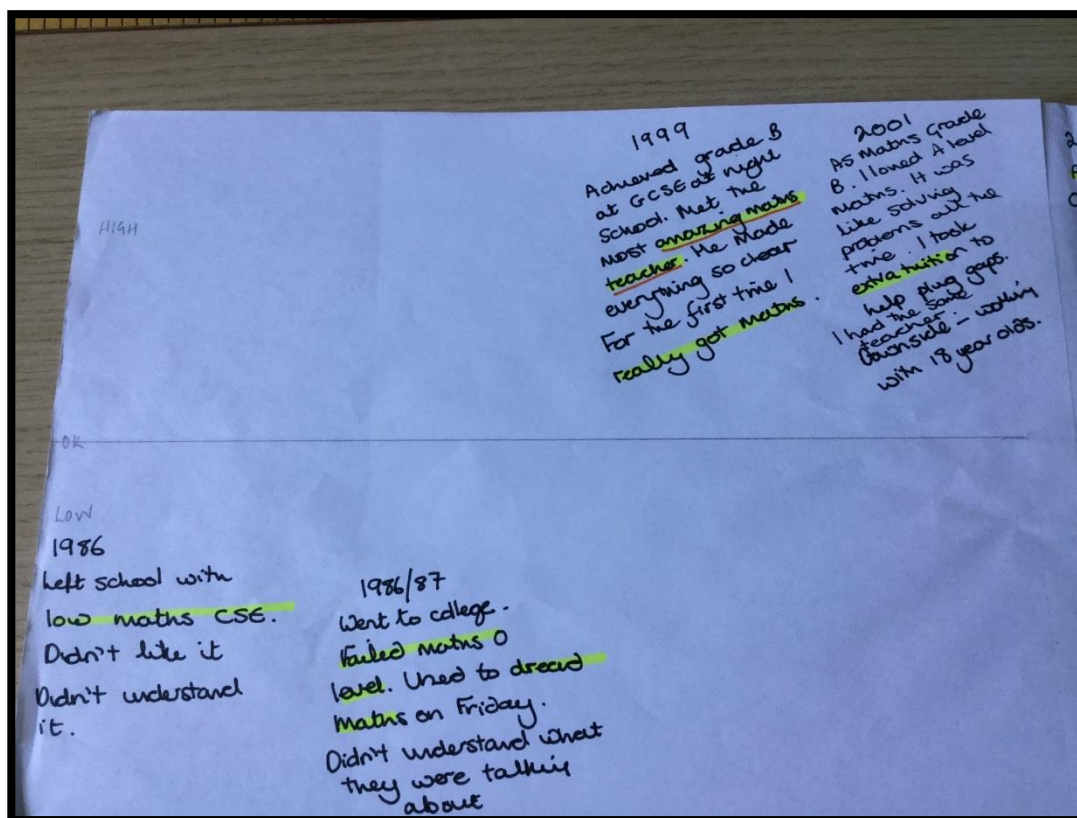 HIGH
OK
LOW
1986
Left school with
low maths CSE.
Didn't like it
Didn't understand
it.
1986/87
Went to college.
Failed maths O
level. Used to dread
maths on Friday.
Didn't understand what
they were talking
about
1999
Achieved grade B
at GCSE at night
school. Met the
most amazing maths
teacher. He made
everything so clear
For the first time I
really got maths.
2001
AS Maths Grade
B. I loved A level
maths. It was
like solving
problems all the
time. I took
extra tuition to
help plug gaps.
I had the same
teacher.
Downside - working
with 18 year olds.